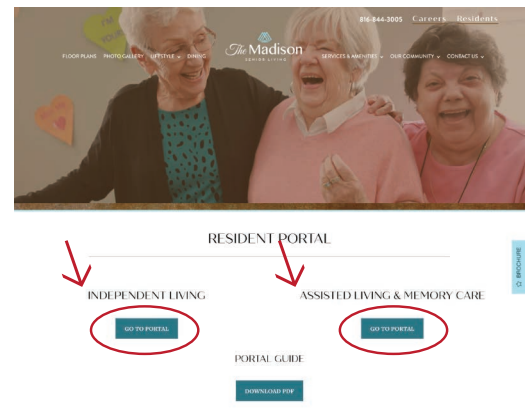 I'M
YOUR
816-844-3005 Careers Residents
FLOOR PLANS PHOTO GALLERY LIFESTYLE DINING The Madison SENIOR LIVING SERVICES & AMENITIES OUR COMMUNITY CONTACT US
RESIDENT PORTAL
BROCHURE
INDEPENDENT LIVING ASSISTED LIVING & MEMORY CARE
GO TO PORTAL GO TO PORTAL
PORTAL GUIDE
DOWNLOAD PDF